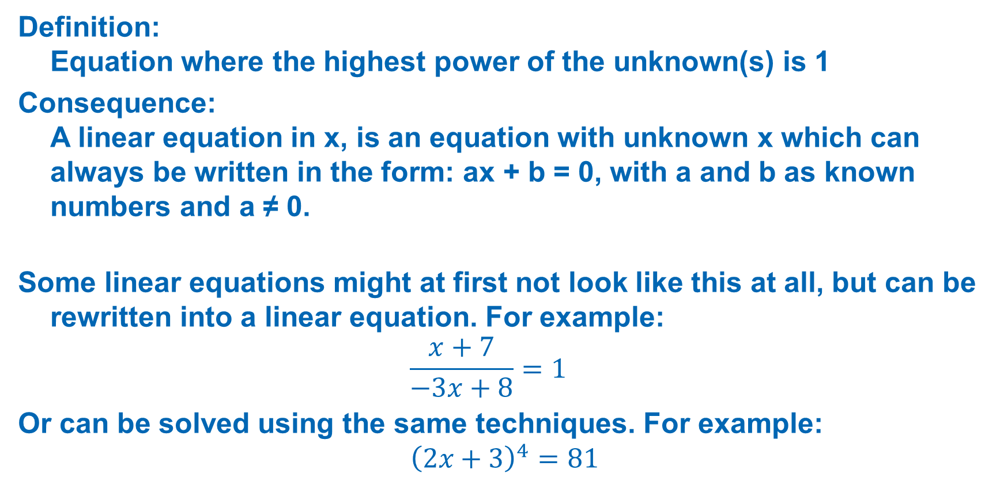 Definition:
Equation where the highest power of the unknown(s) is 1
Consequence:
A linear equation in x, is an equation with unknown x which can
always be written in the form: ax + b = 0, with a and b as known
numbers and a ≠ 0.
Some linear equations might at first not look like this at all, but can be
rewritten into a linear equation. For example:
x + 7
−3x + 8
= 1
Or can be solved using the same techniques. For example:
(2x + 3)⁴ = 81